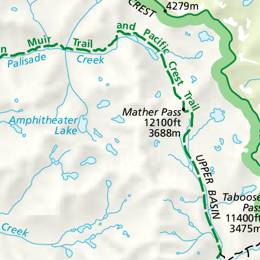 4279m
CREST
n Muir Trail and Pacific Crest Trail
Palisade Creek
Mather Pass
12100ft
3688m
Amphitheater
Lake
UPPER BASIN
Taboose
Pass
11400ft
3475m
Creek